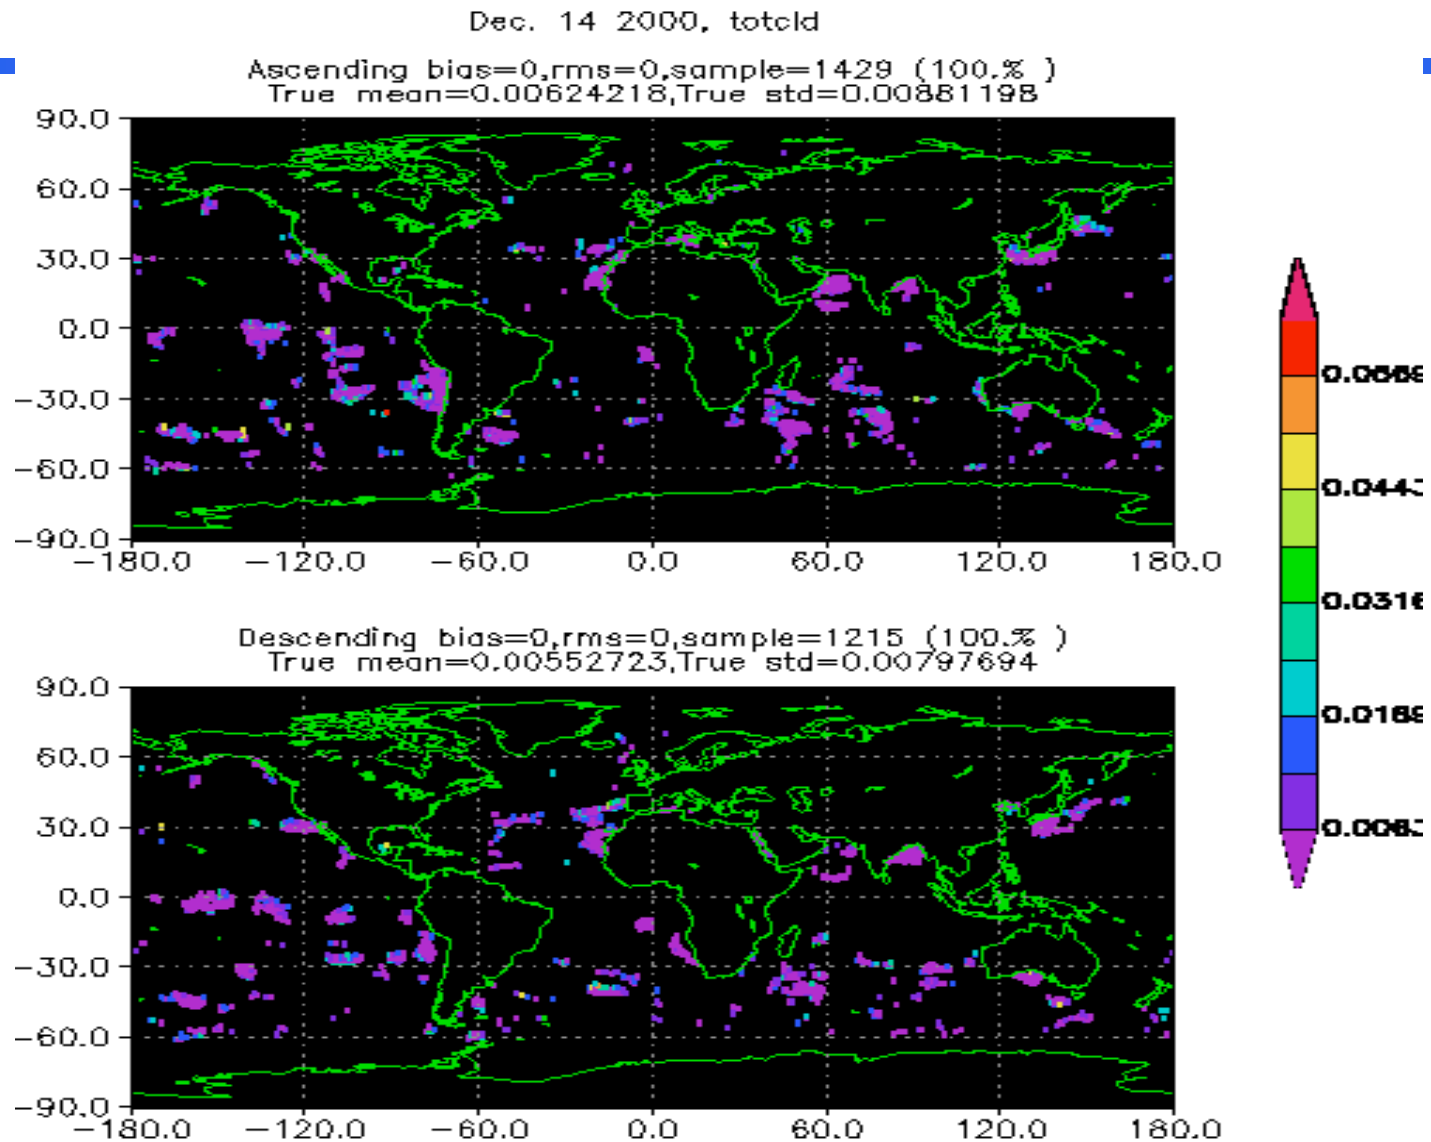 Dec. 14 2000, totcld
Ascending bias=0,rms=0,sample=1429 (100.% )
True mean=0.00624218,True std=0.00881198
90.0
60.0
30.0
0.0
−30.0
−60.0
−90.0
−180.0 −120.0 −60.0 0.0 60.0 120.0 180.0
Descending bias=0,rms=0,sample=1215 (100.% )
True mean=0.00552723,True std=0.00797694
90.0
60.0
30.0
0.0
−30.0
−60.0
−90.0
−180.0 −120.0 −60.0 0.0 60.0 120.0 180.0